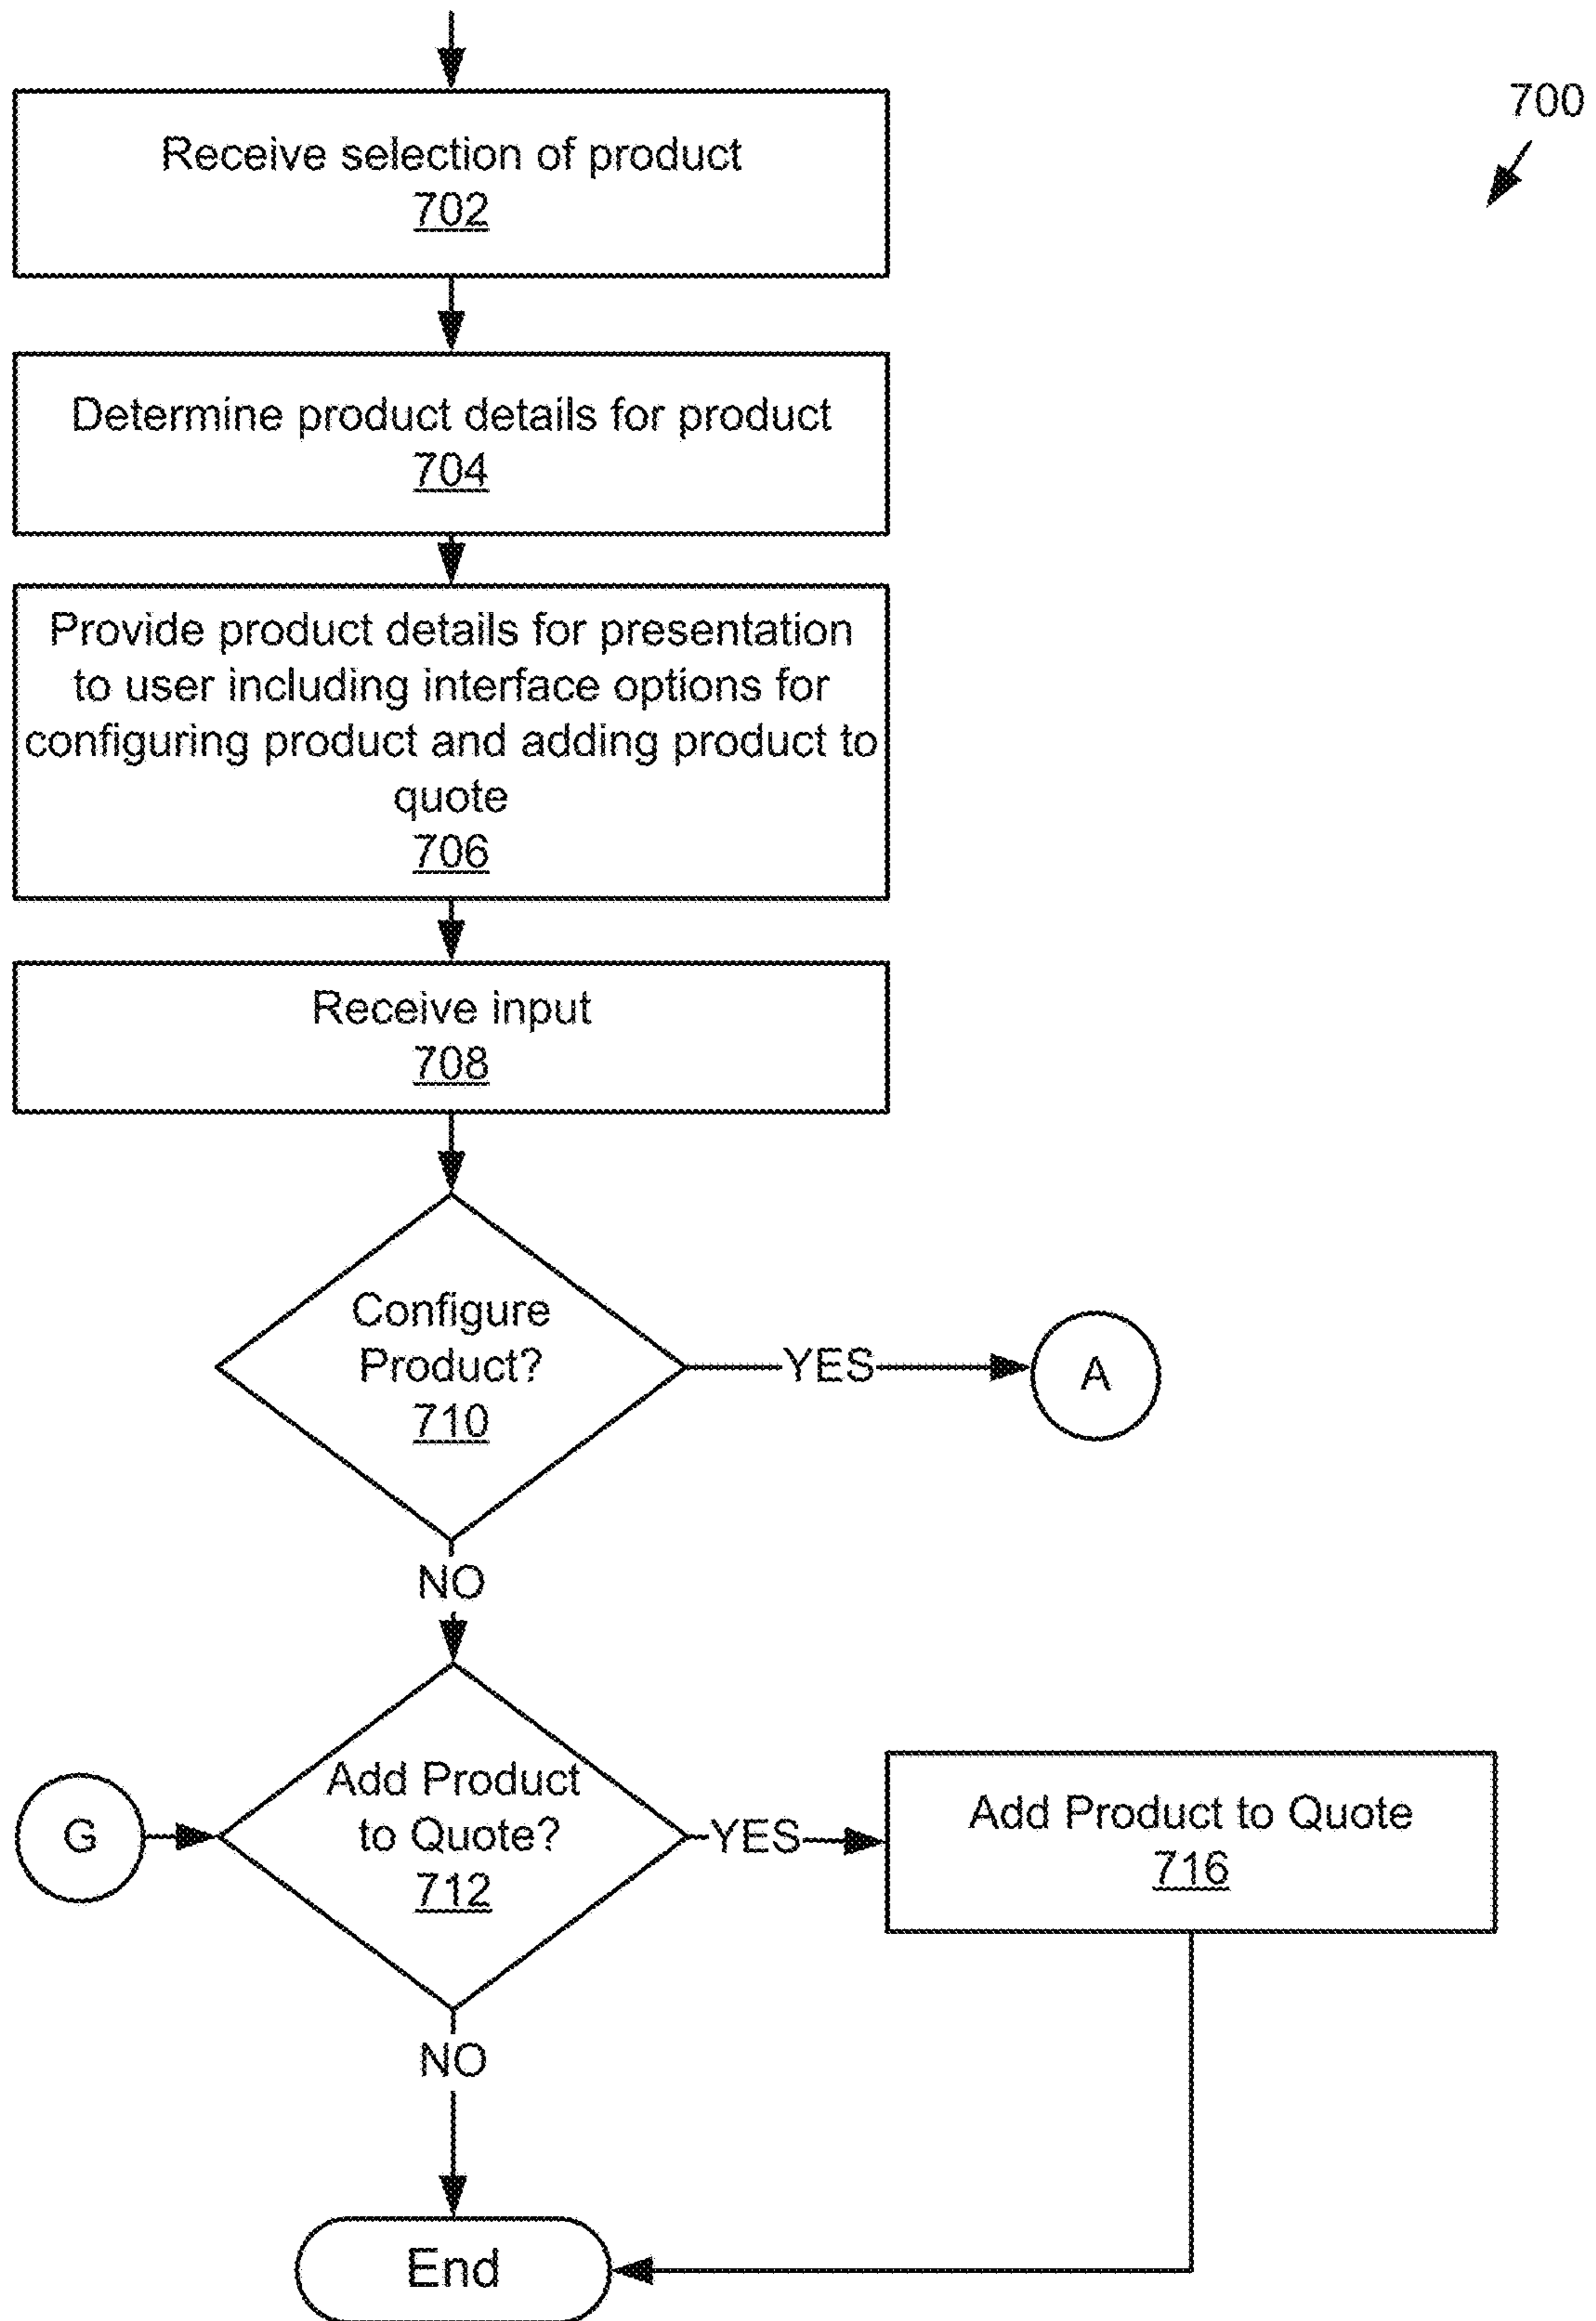 700
Receive selection of product
702
Determine product details for product
704
Provide product details for presentation
to user including interface options for
configuring product and adding product to
quote
706
Receive input
708
Configure
Product?
710
YES
A
NO
G
Add Product
to Quote?
712
YES
Add Product to Quote
716
NO
End